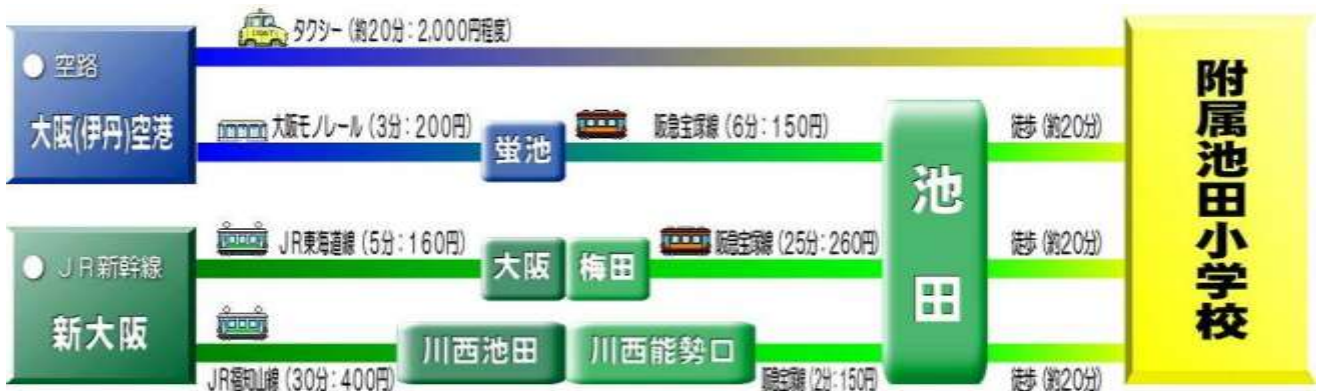 タクシー (約20分：2,000円程度)
● 空路
大阪(伊丹)空港
大阪モノレール (3分：200円)
蛍池
阪急宝塚線 (6分：150円)
徒歩 (約20分)
● JR新幹線
新大阪
JR東海道線 (5分：160円)
大阪
梅田
阪急宝塚線 (25分：260円)
徒歩 (約20分)
川西池田
川西能勢口
JR福知山線 (30分：400円)
阪急宝塚線 (2分：150円)
徒歩 (約20分)
池田
附属池田小学校